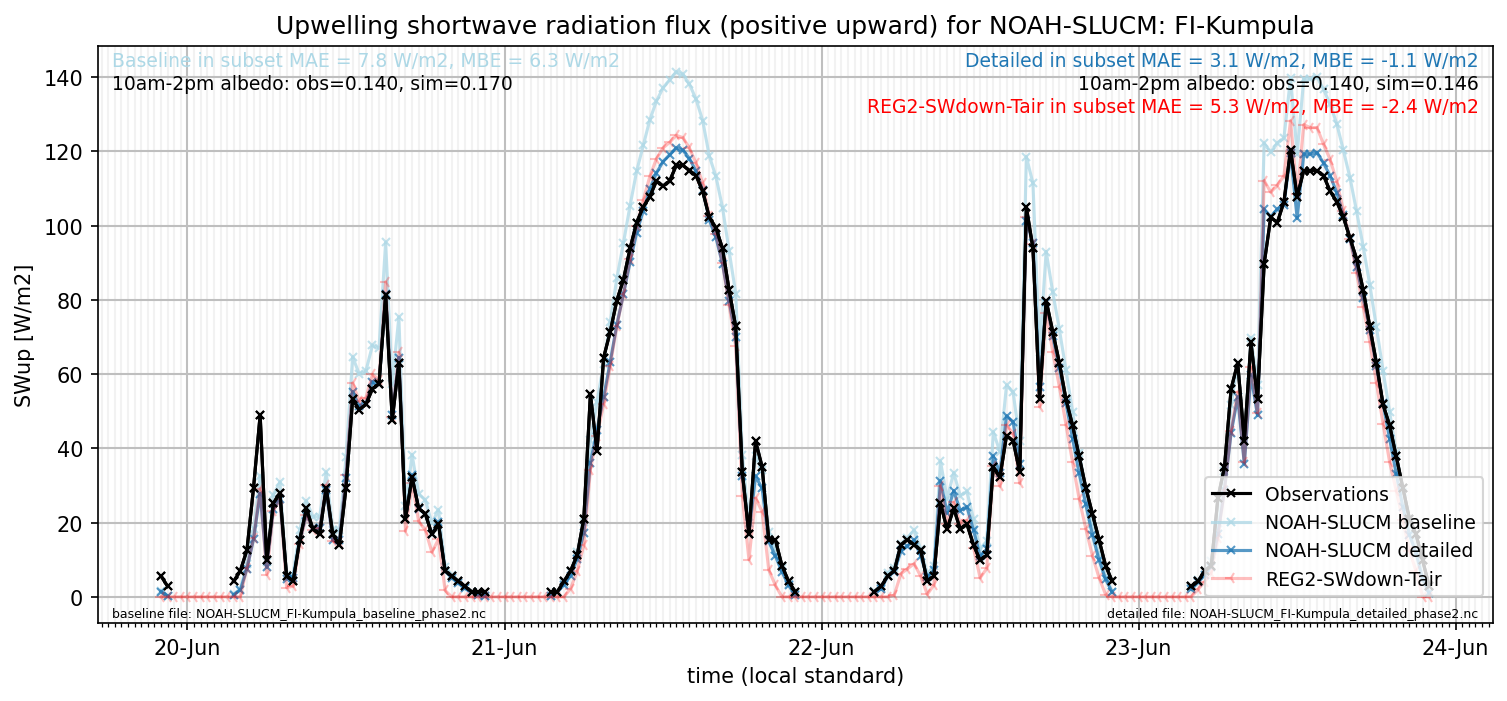 Upwelling shortwave radiation flux (positive upward) for NOAH-SLUCM: FI-Kumpula
Baseline in subset MAE = 7.8 W/m2, MBE = 6.3 W/m2
10am-2pm albedo: obs=0.140, sim=0.170
Detailed in subset MAE = 3.1 W/m2, MBE = -1.1 W/m2
10am-2pm albedo: obs=0.140, sim=0.146
REG2-SWdown-Tair in subset MAE = 5.3 W/m2, MBE = -2.4 W/m2
SWup [W/m2]
140
120
100
80
60
40
20
0
Observations
NOAH-SLUCM baseline
NOAH-SLUCM detailed
REG2-SWdown-Tair
baseline file: NOAH-SLUCM_FI-Kumpula_baseline_phase2.nc
detailed file: NOAH-SLUCM_FI-Kumpula_detailed_phase2.nc
20-Jun
21-Jun
22-Jun
23-Jun
24-Jun
time (local standard)